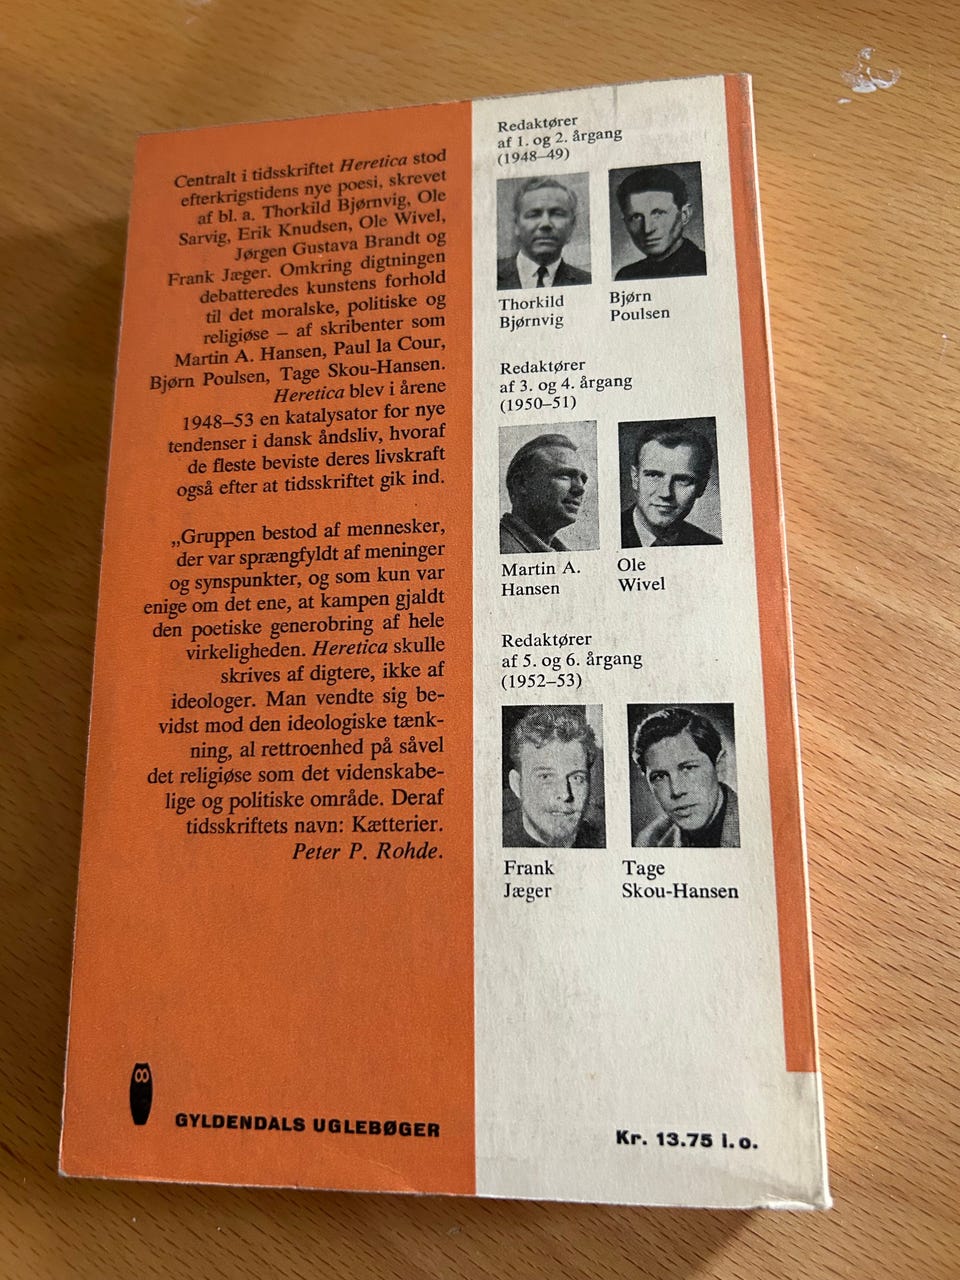 Centralt i tidsskriftet Heretica stod
efterkrigstidens nye poesi, skrevet
af bl. a. Thorkild Bjørnvig, Ole
Sarvig, Erik Knudsen, Ole Wivel,
Jørgen Gustava Brandt og
Frank Jæger. Omkring digtningen
debatteredes kunstens forhold
til det moralske, politiske og
religiøse – af skribenter som
Martin A. Hansen, Paul la Cour,
Bjørn Poulsen, Tage Skou-Hansen.
Heretica blev i årene
1948–53 en katalysator for nye
tendenser i dansk åndsliv, hvoraf
de fleste beviste deres livskraft
også efter at tidsskriftet gik ind.
„Gruppen bestod af mennesker,
der var sprængfyldt af meninger
og synspunkter, og som kun var
enige om det ene, at kampen gjaldt
den poetiske generobring af hele
virkeligheden. Heretica skulle
skrives af digtere, ikke af
ideologer. Man vendte sig be-
vidst mod den ideologiske tænk-
ning, al rettroenhed på såvel
det religiøse som det videnskabe-
lige og politiske område. Deraf
tidsskriftets navn: Kætterier.
Peter P. Rohde.
GYLDENDALS UGLEBØGER
Redaktører
af 1. og 2. årgang
(1948–49)
Thorkild
Bjørnvig
Bjørn
Poulsen
Redaktører
af 3. og 4. årgang
(1950–51)
Martin A.
Hansen
Ole
Wivel
Redaktører
af 5. og 6. årgang
(1952–53)
Frank
Jæger
Tage
Skou-Hansen
Kr. 13.75 i.o.